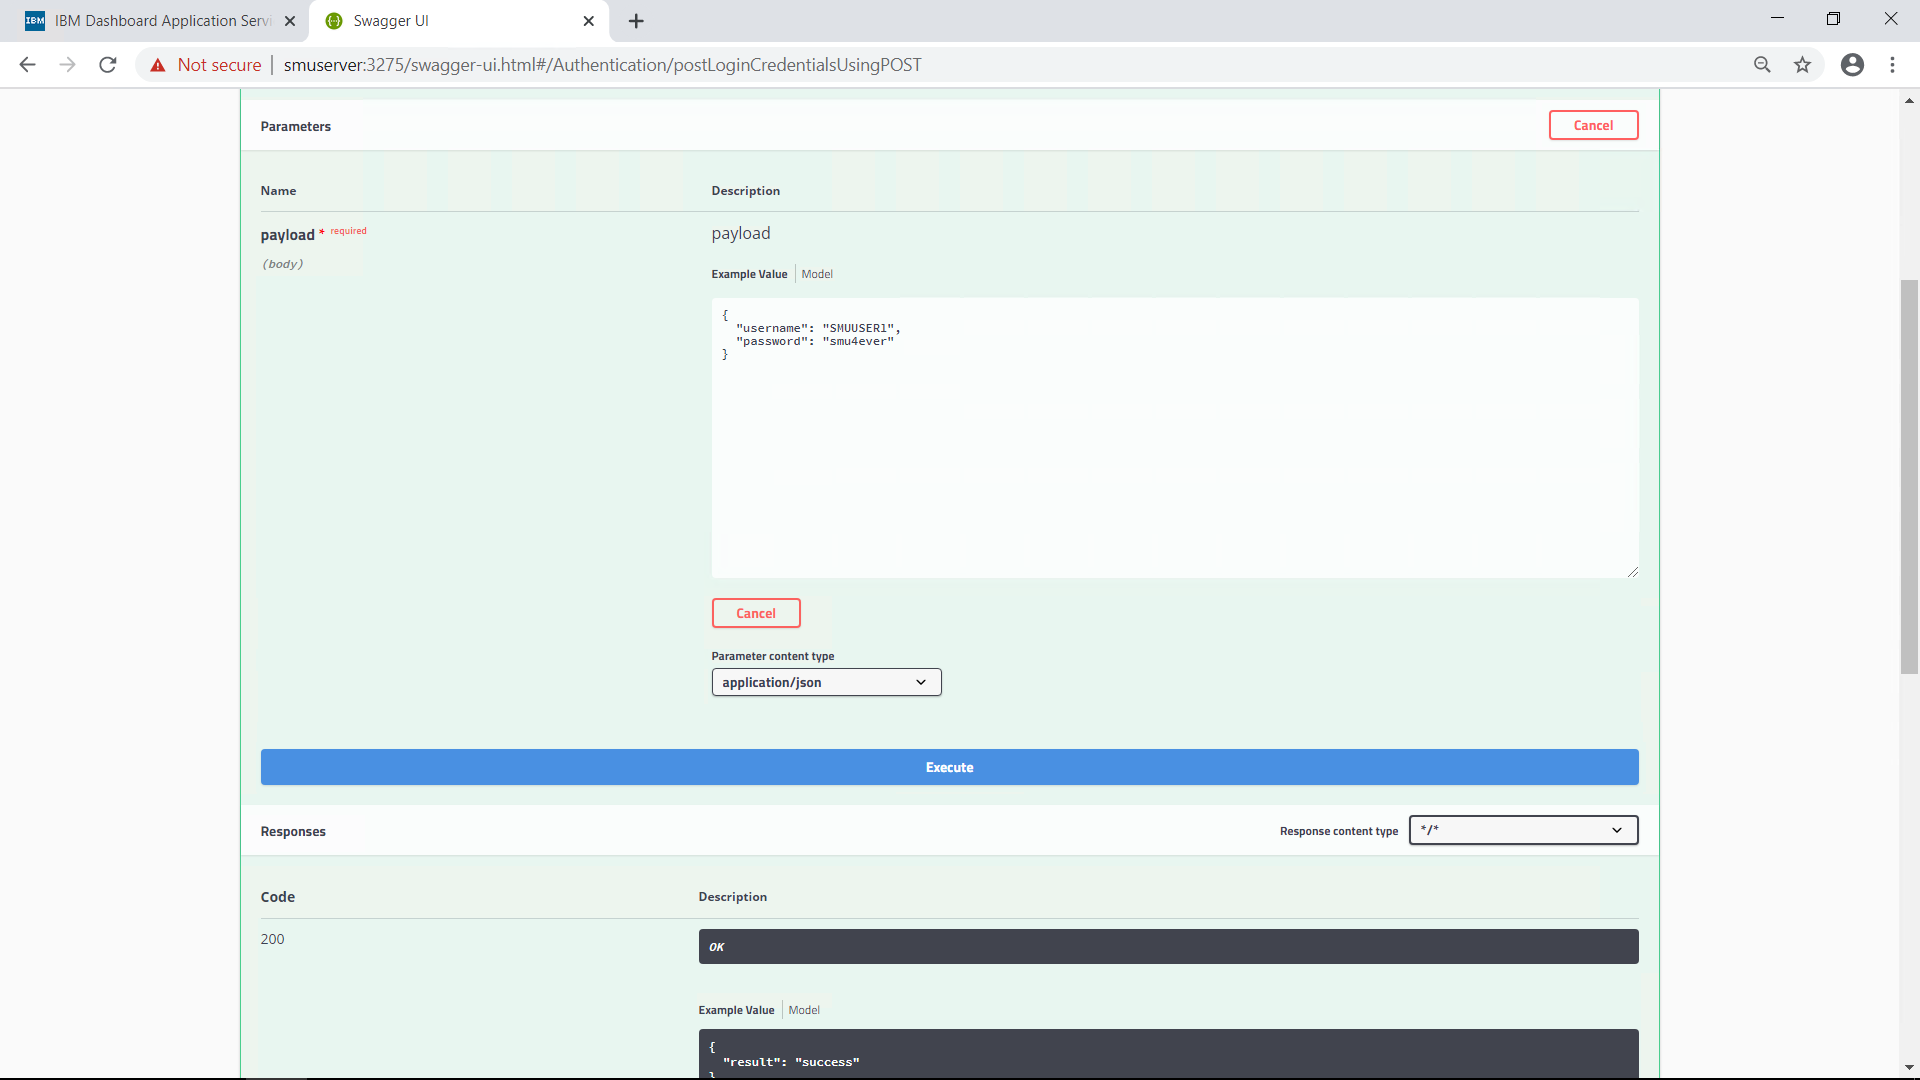 IBM IBM Dashboard Application Servi
Swagger UI
Not secure smuserver:3275/swagger-ui.html#/Authentication/postLoginCredentialsUsingPOST
Parameters Cancel
Name Description
payload * required payload
(body)
Example Value Model
{
"username": "SMUUSER1",
"password": "smu4ever"
}
Cancel
Parameter content type
application/json
Execute
Responses Response content type */*
Code Description
200 OK
Example Value Model
{
"result": "success"
}